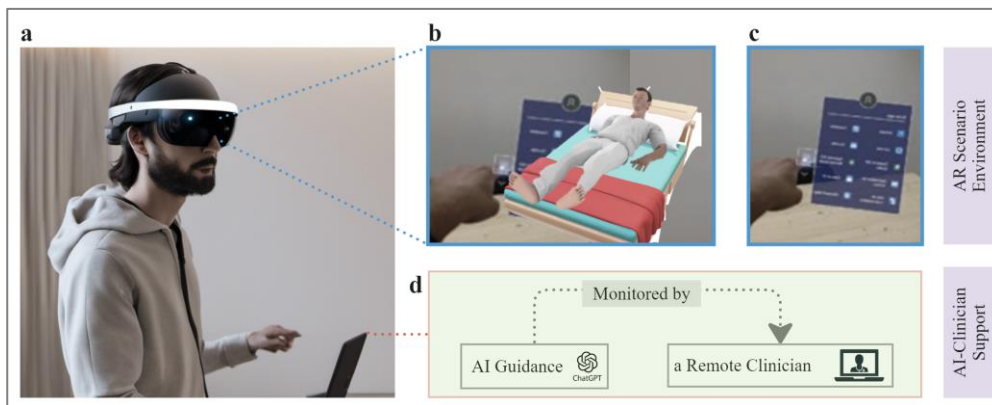 a
b
c
AR Scenario
Environment
d
Monitored by
AI Guidance
ChatGPT
a Remote Clinician
AI-Clinician
Support